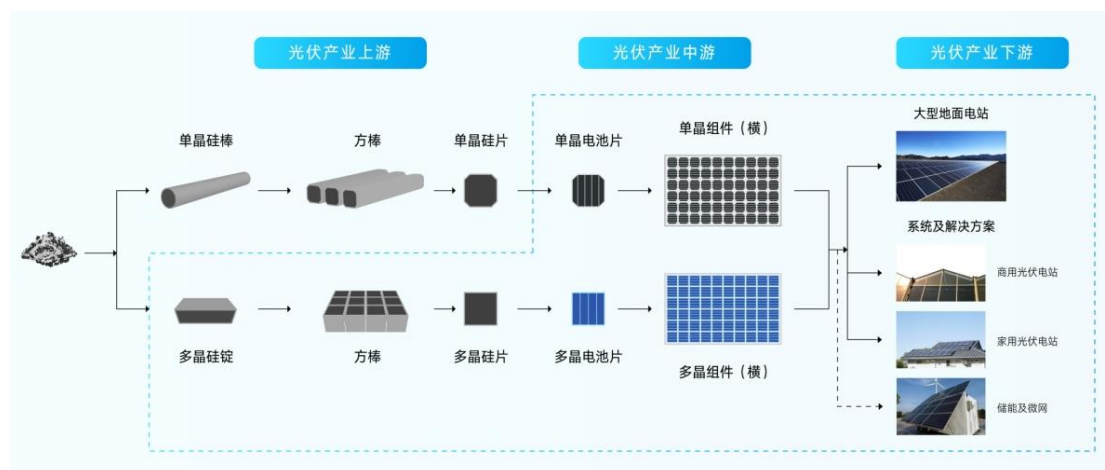 光伏产业上游
光伏产业中游
光伏产业下游
大型地面电站
单晶硅棒
方棒
单晶硅片
单晶电池片
单晶组件（横）
系统及解决方案
商用光伏电站
家用光伏电站
多晶硅锭
方棒
多晶硅片
多晶电池片
多晶组件（横）
储能及微网